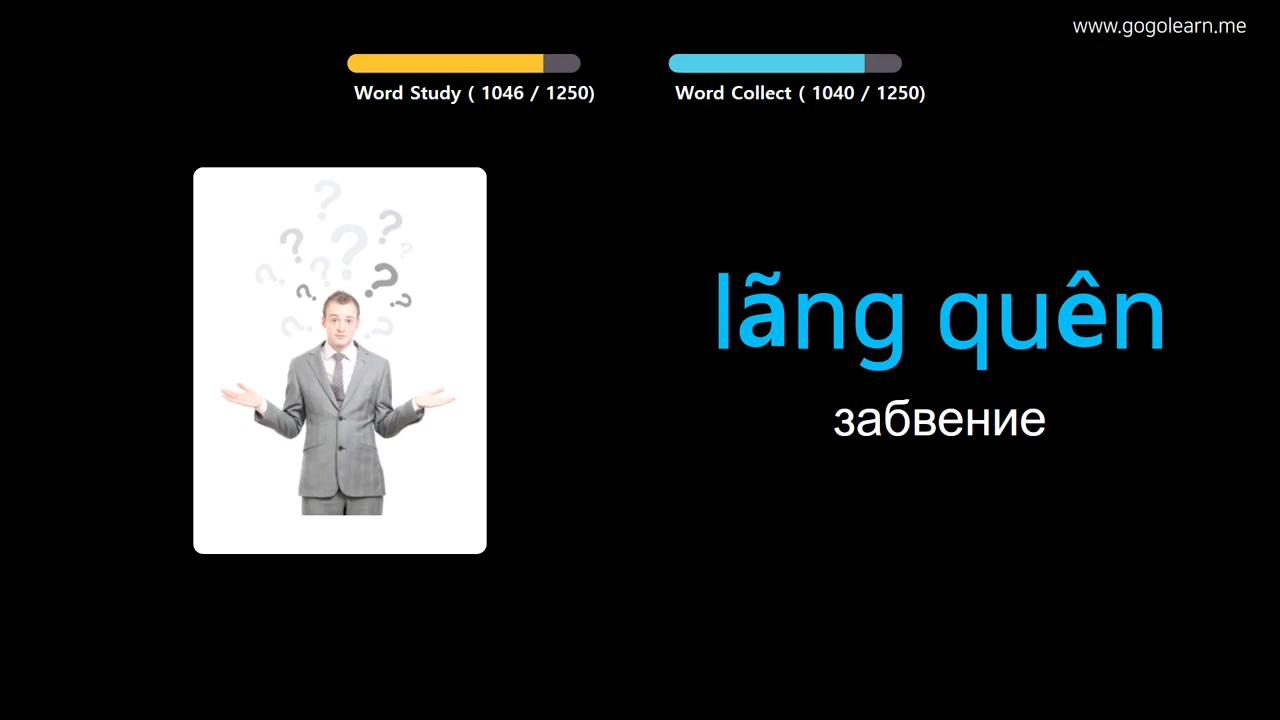 www.gogolearn.me
Word Study ( 1046 / 1250)
Word Collect ( 1040 / 1250)
lãng quên
забвение